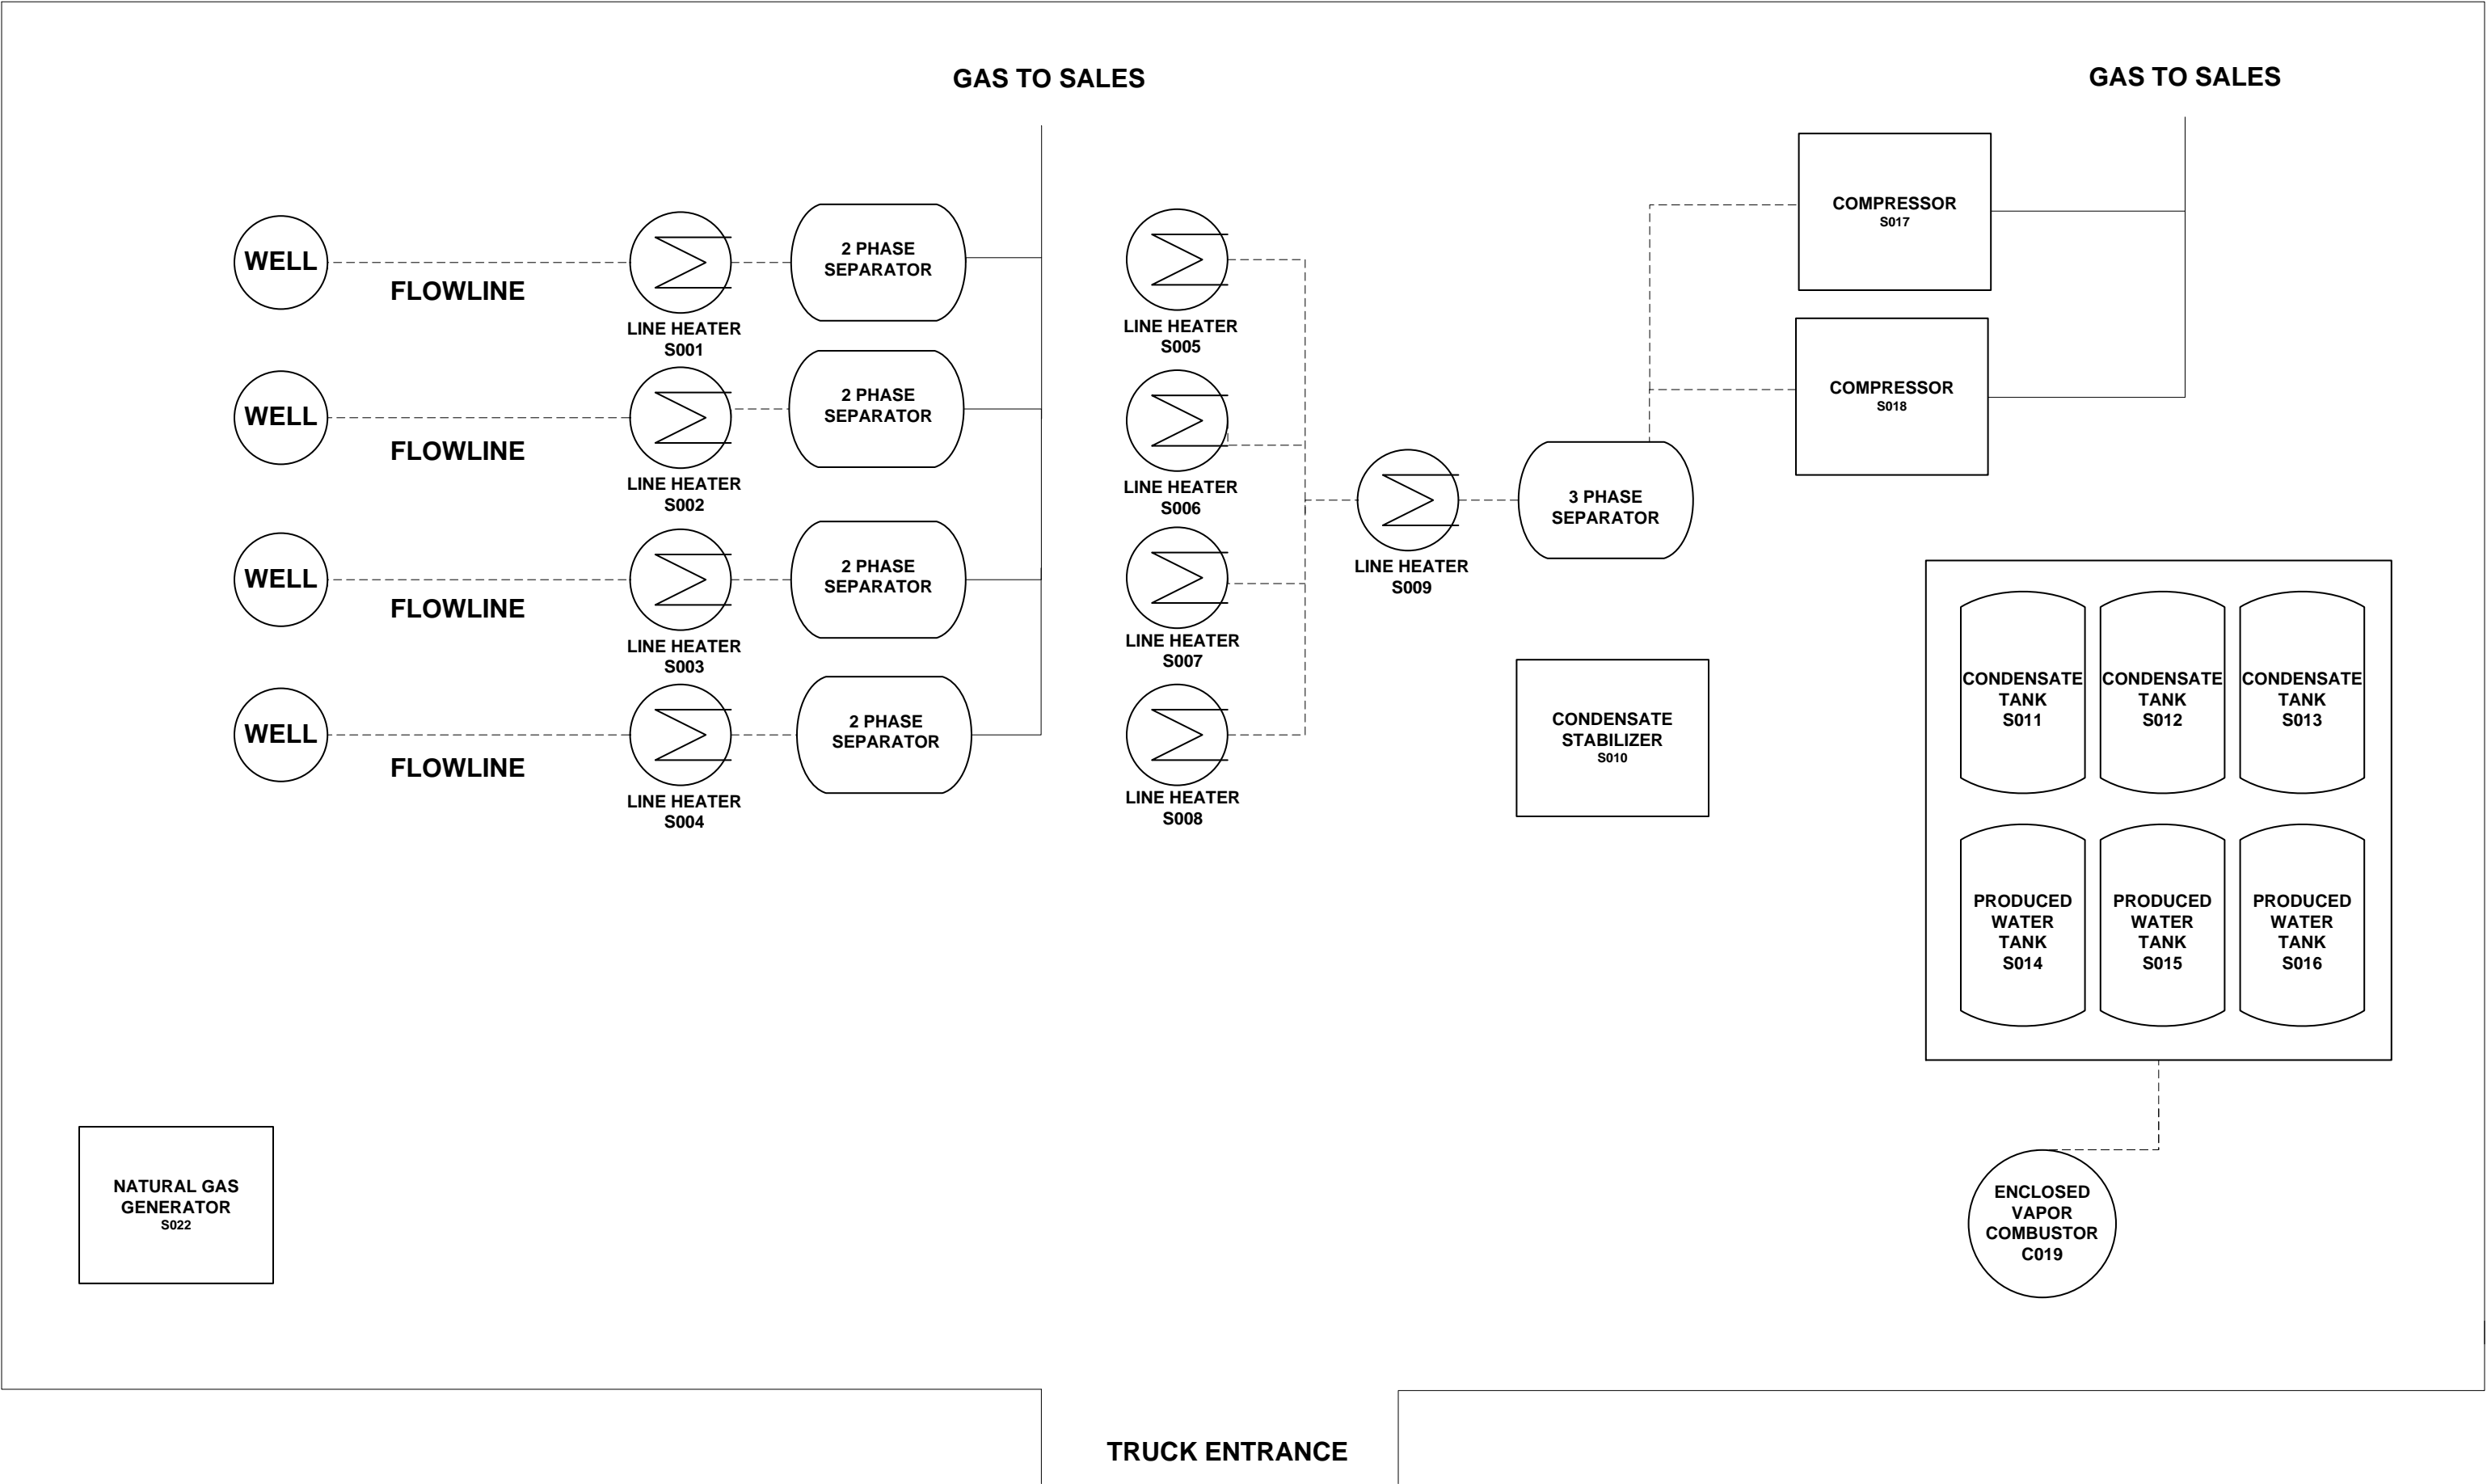 GAS TO SALES
GAS TO SALES
WELL
FLOWLINE
LINE HEATER
S001
2 PHASE
SEPARATOR
WELL
FLOWLINE
LINE HEATER
S002
2 PHASE
SEPARATOR
WELL
FLOWLINE
LINE HEATER
S003
2 PHASE
SEPARATOR
WELL
FLOWLINE
LINE HEATER
S004
2 PHASE
SEPARATOR
LINE HEATER
S005
LINE HEATER
S006
LINE HEATER
S007
LINE HEATER
S008
LINE HEATER
S009
3 PHASE
SEPARATOR
COMPRESSOR
S017
COMPRESSOR
S018
CONDENSATE
STABILIZER
S010
CONDENSATE
TANK
S011
CONDENSATE
TANK
S012
CONDENSATE
TANK
S013
PRODUCED
WATER
TANK
S014
PRODUCED
WATER
TANK
S015
PRODUCED
WATER
TANK
S016
NATURAL GAS
GENERATOR
S022
ENCLOSED
VAPOR
COMBUSTOR
C019
TRUCK ENTRANCE